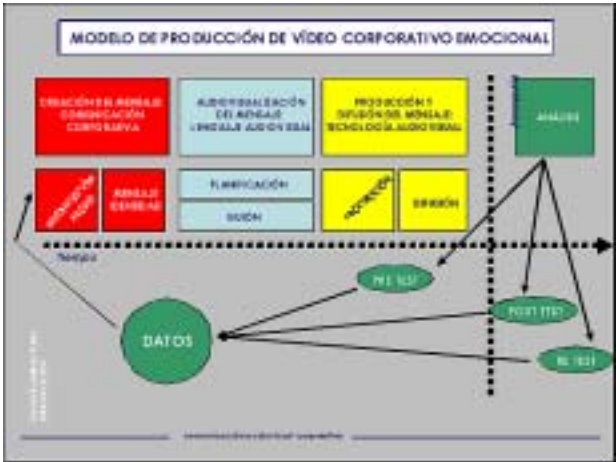 MODELO DE PRODUCCIÓN DE VÍDEO CORPORATIVO EMOCIONAL
CREACIÓN DEL MENSAJE:
COMUNICACIÓN
CORPORATIVA
AUDIOVISUALIZACIÓN
DEL MENSAJE:
LENGUAJE AUDIOVISUAL
PRODUCCIÓN Y
DIFUSIÓN DEL MENSAJE:
TECNOLOGÍA AUDIOVISUAL
ANÁLISIS
MENSAJE
IDENTIDAD
PLANIFICACIÓN
GUIÓN
DIFUSIÓN
Tiempo
PRE TEST
POST TEST
RE TEST
DATOS